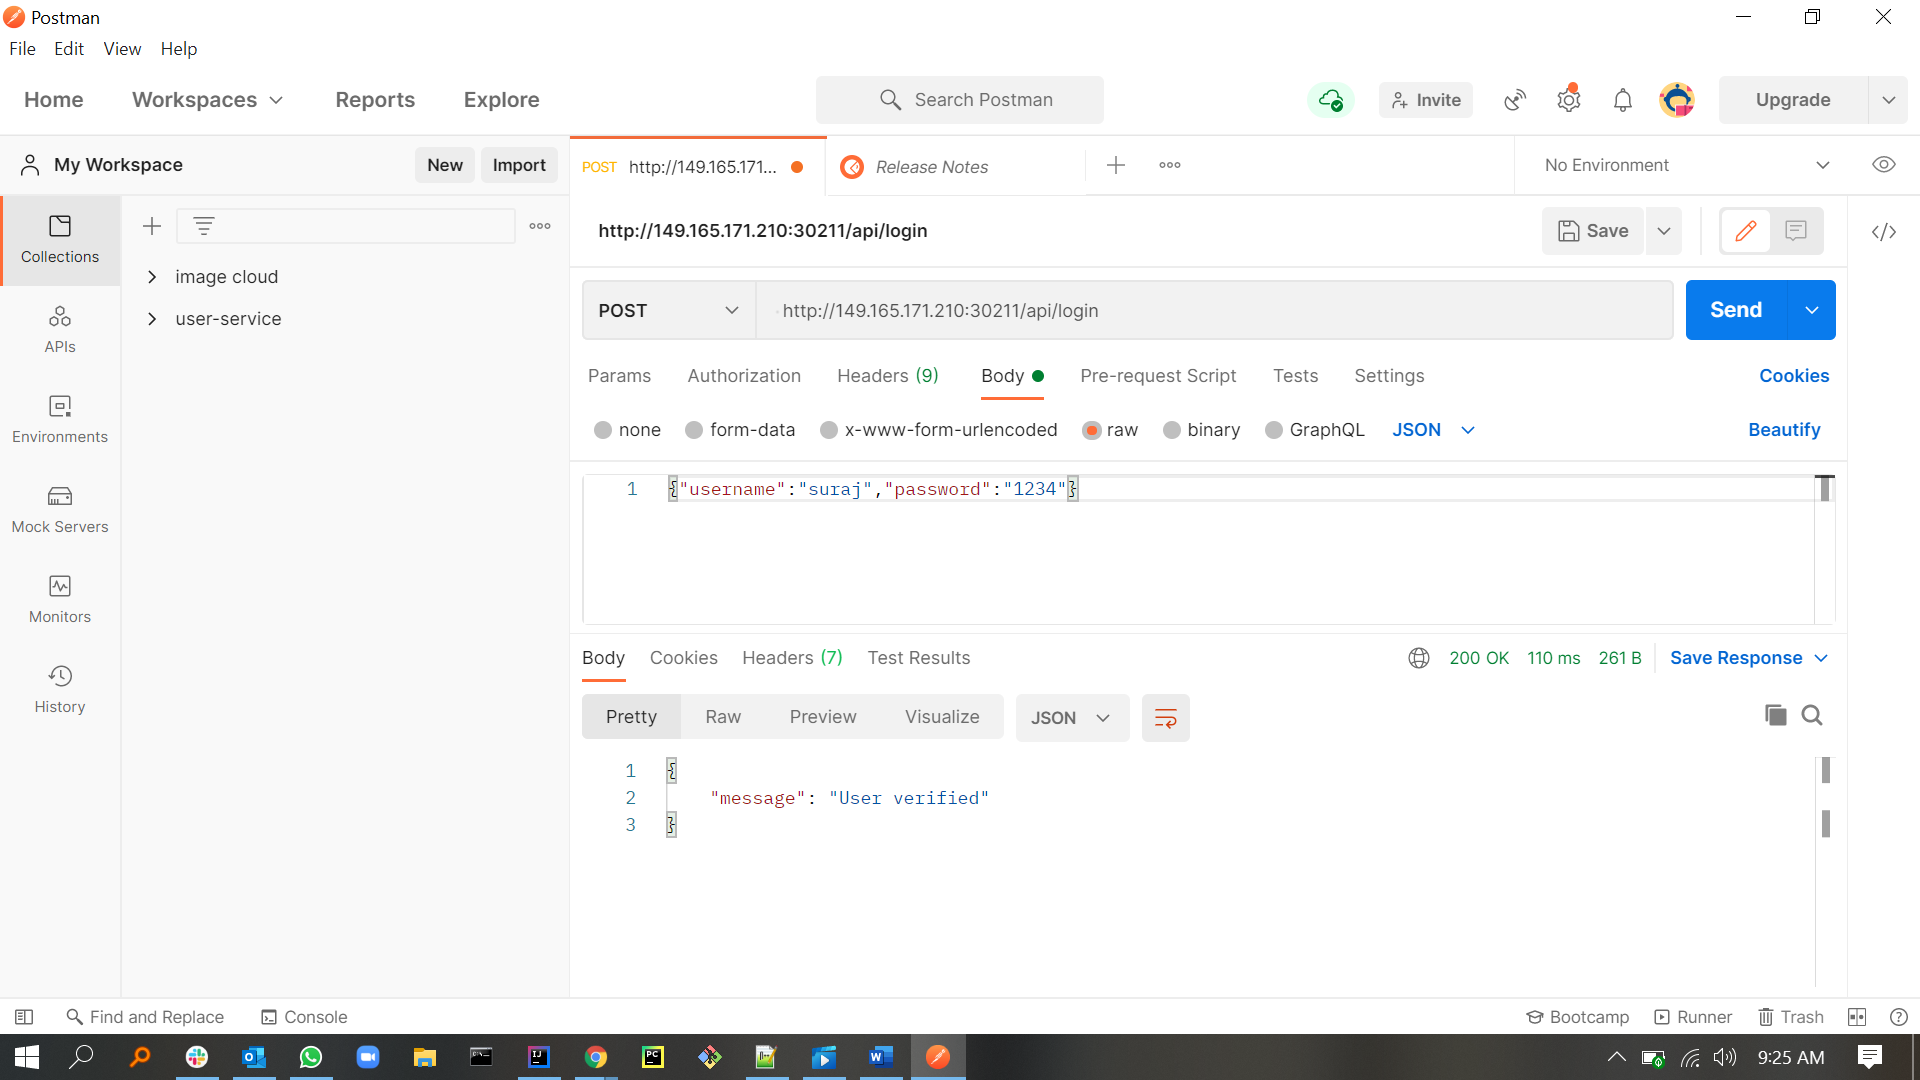 Postman
File Edit View Help
Home Workspaces Reports Explore Search Postman Invite Upgrade
My Workspace New Import POST http://149.165.171... Release Notes No Environment
http://149.165.171.210:30211/api/login Save
Collections
image cloud
user-service
POST http://149.165.171.210:30211/api/login Send
APIs
Params Authorization Headers (9) Body Pre-request Script Tests Settings Cookies
Environments
none form-data x-www-form-urlencoded raw binary GraphQL JSON Beautify
1 {"username":"suraj","password":"1234"}
Mock Servers
Monitors
Body Cookies Headers (7) Test Results 200 OK 110 ms 261 B Save Response
History
Pretty Raw Preview Visualize JSON
1 {
2 "message": "User verified"
3 }
Find and Replace Console Bootcamp Runner Trash
9:25 AM